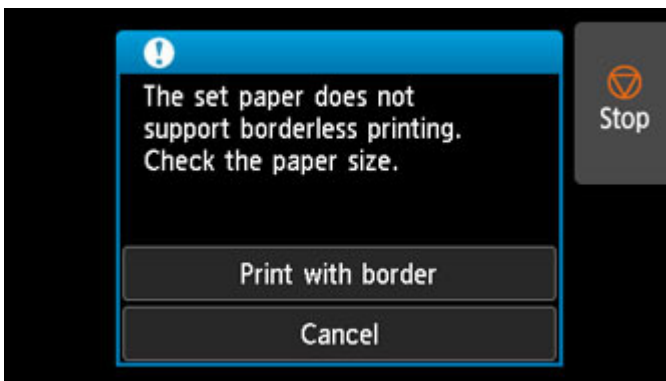 The set paper does not
support borderless printing.
Check the paper size.
Stop
Print with border
Cancel